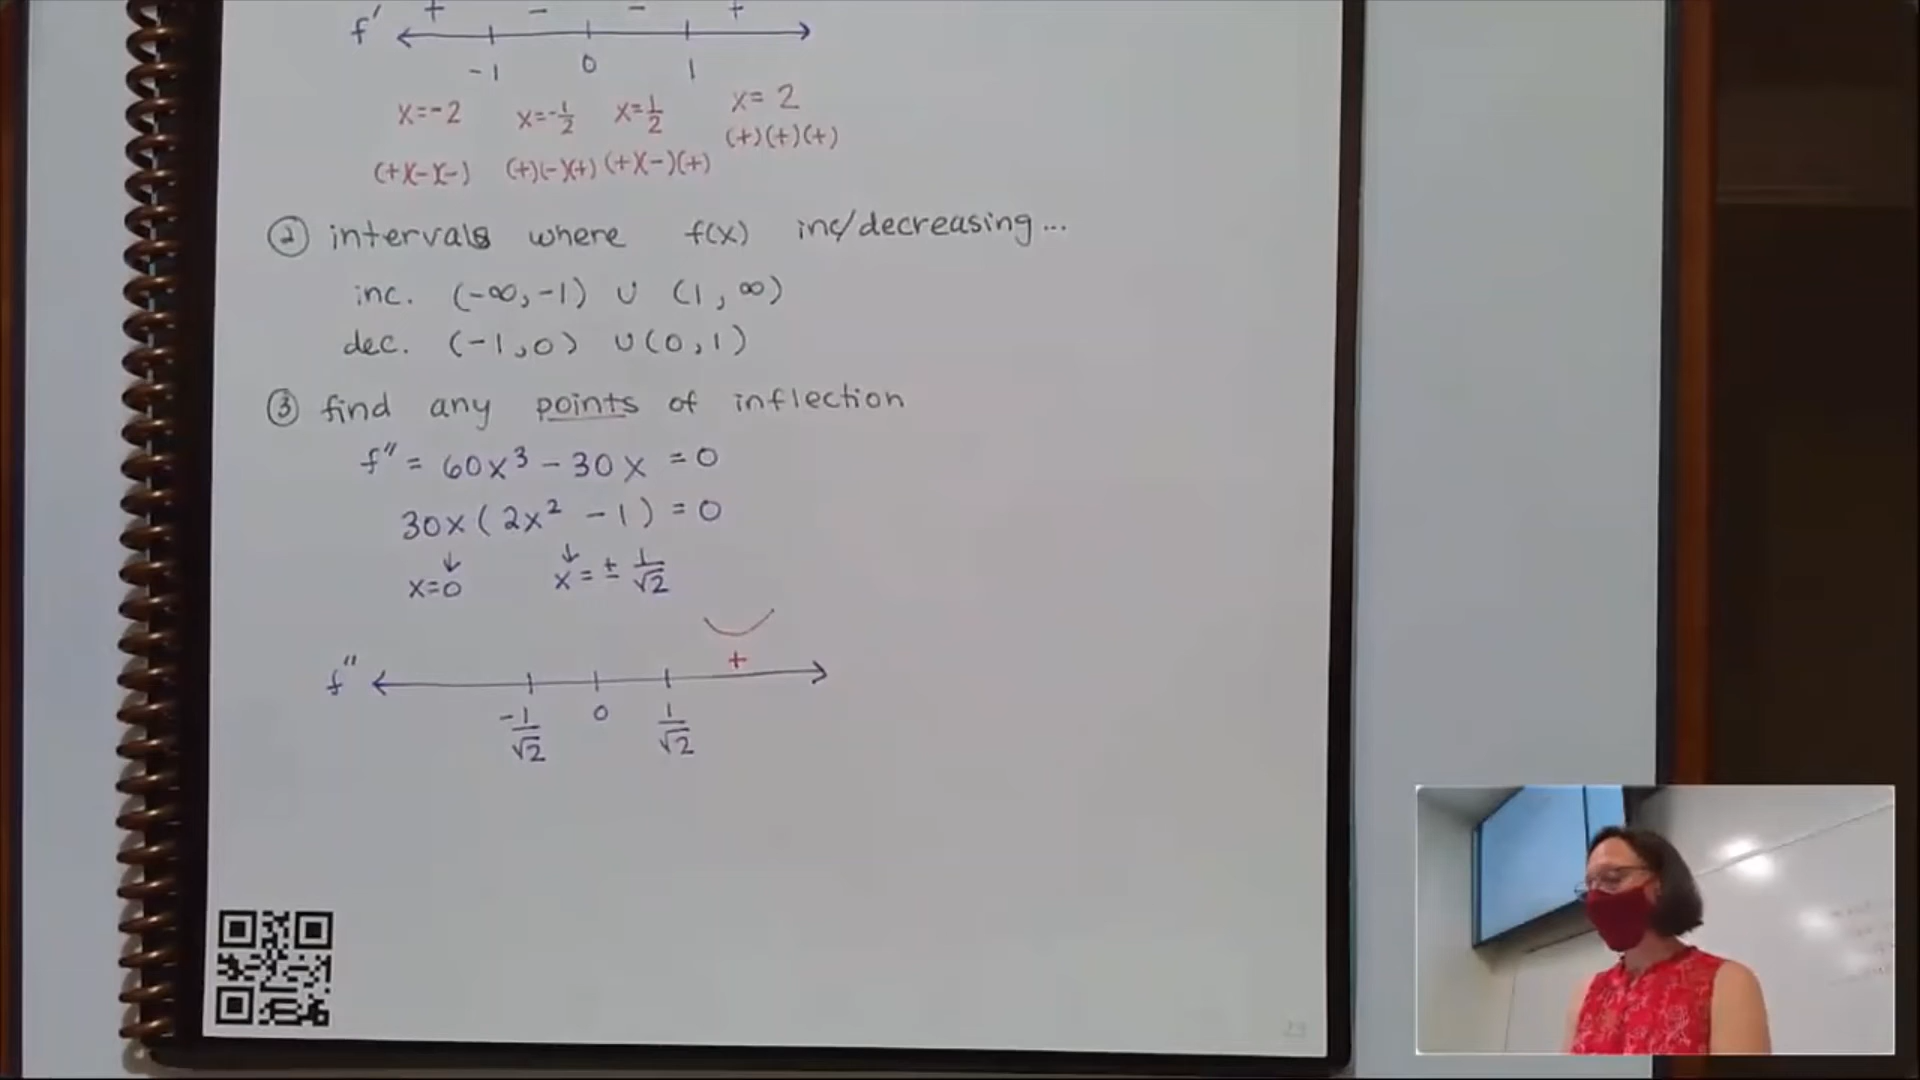 + − − +
f′
-1 0 1
x=-2 x=-1/2 x=1/2 x= 2
(+)(-)(-) (+)(-)(+) (+)(-)(+) (+)(+)(+)
② intervals where f(x) inc/decreasing...
inc. (-∞,-1) ∪ (1,∞)
dec. (-1,0) ∪ (0,1)
③ find any points of inflection
f″ = 60x³ - 30x = 0
30x(2x² - 1) = 0
↓ ↓
x=0 x=± 1/√2
+
f″
-1/√2 0 1/√2
23